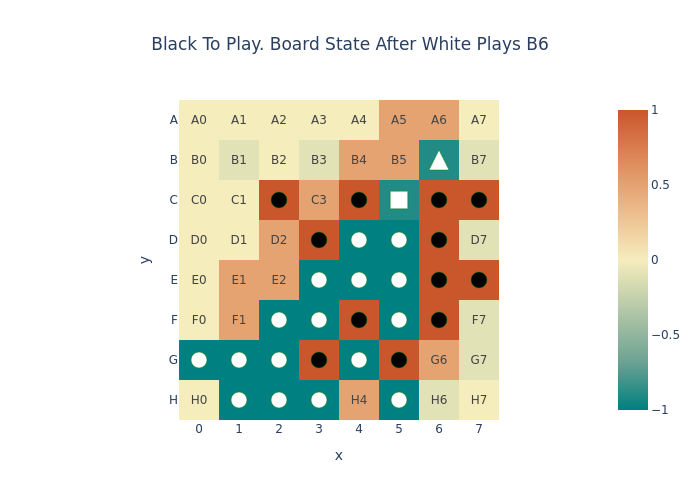 Black To Play. Board State After White Plays B6
A A0 A1 A2 A3 A4 A5 A6 A7
B B0 B1 B2 B3 B4 B5 B7
C C0 C1 C3
D D0 D1 D2 D7
E E0 E1 E2
F F0 F1 F7
G G6 G7
H H0 H4 H6 H7
0 1 2 3 4 5 6 7
x
y
1
0.5
0
−0.5
−1